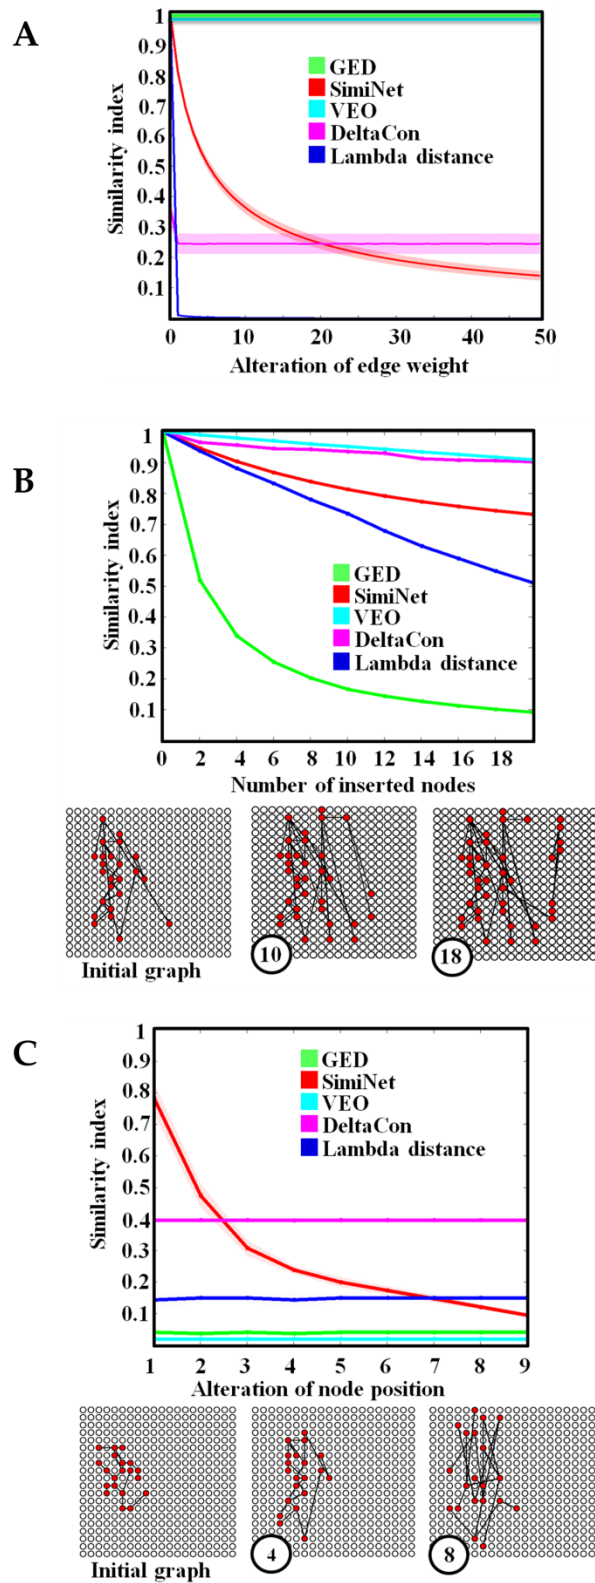 A
Similarity index
1
0.9
0.8
0.7
0.6
0.5
0.4
0.3
0.2
0.1
GED
SimiNet
VEO
DeltaCon
Lambda distance
0 10 20 30 40 50
Alteration of edge weight
B
Similarity index
1
0.9
0.8
0.7
0.6
0.5
0.4
0.3
0.2
0.1
GED
SimiNet
VEO
DeltaCon
Lambda distance
0 2 4 6 8 10 12 14 16 18
Number of inserted nodes
Initial graph
10
18
C
Similarity index
1
0.9
0.8
0.7
0.6
0.5
0.4
0.3
0.2
0.1
GED
SimiNet
VEO
DeltaCon
Lambda distance
1 2 3 4 5 6 7 8 9
Alteration of node position
Initial graph
4
8